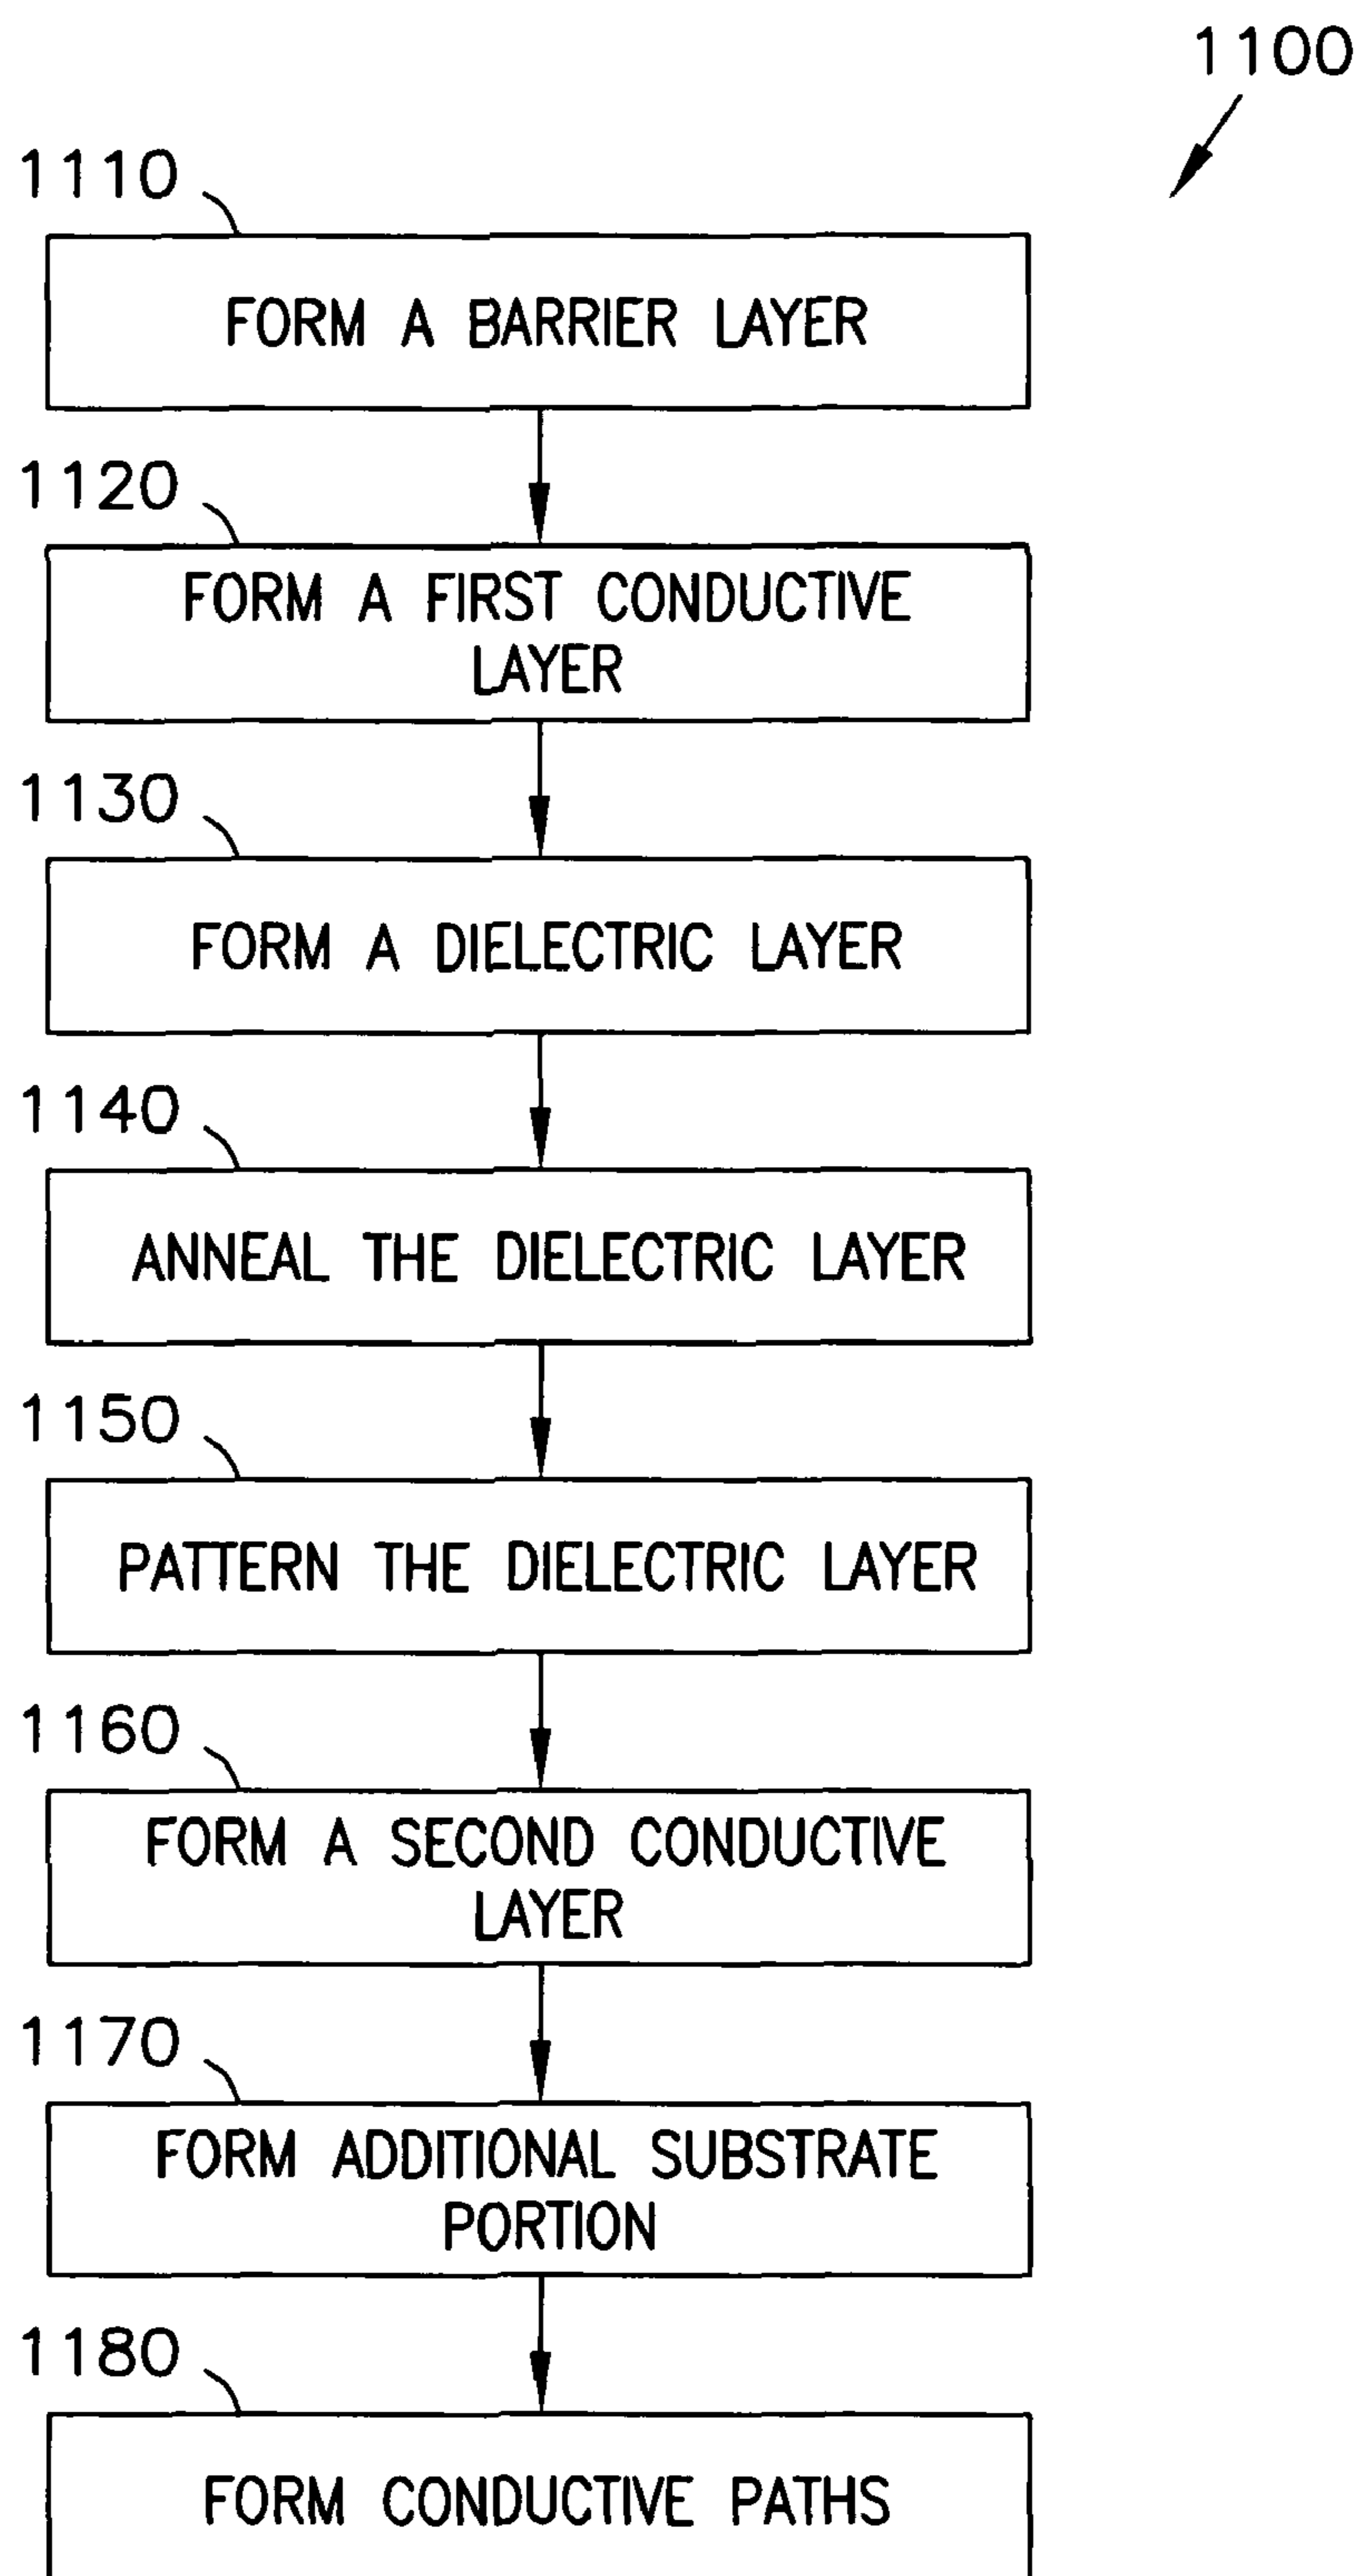 1100
1110
FORM A BARRIER LAYER
1120
FORM A FIRST CONDUCTIVE
LAYER
1130
FORM A DIELECTRIC LAYER
1140
ANNEAL THE DIELECTRIC LAYER
1150
PATTERN THE DIELECTRIC LAYER
1160
FORM A SECOND CONDUCTIVE
LAYER
1170
FORM ADDITIONAL SUBSTRATE
PORTION
1180
FORM CONDUCTIVE PATHS